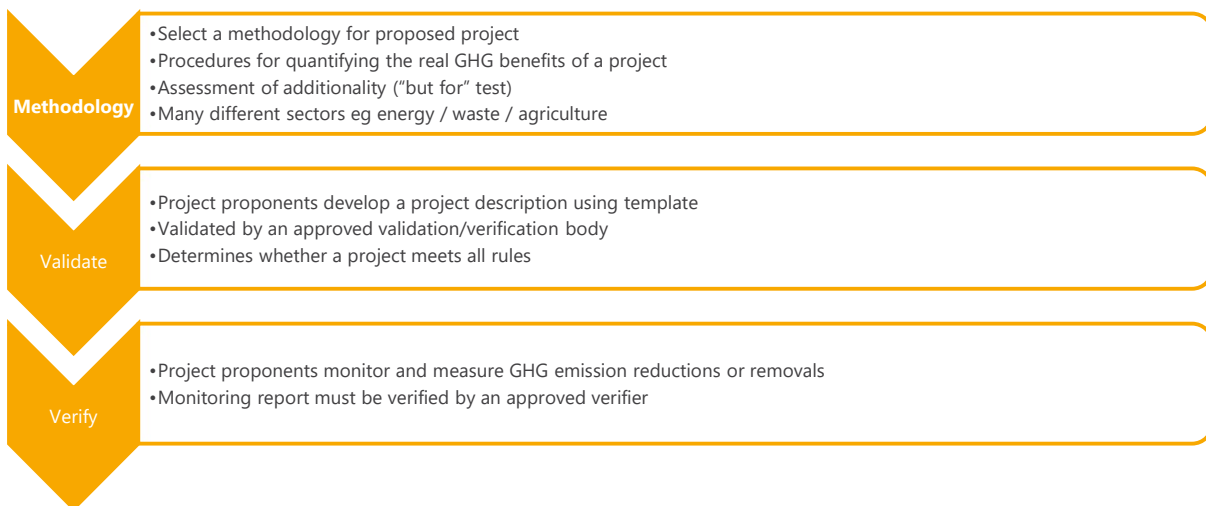 Methodology
•Select a methodology for proposed project
•Procedures for quantifying the real GHG benefits of a project
•Assessment of additionality (“but for” test)
•Many different sectors eg energy / waste / agriculture
Validate
•Project proponents develop a project description using template
•Validated by an approved validation/verification body
•Determines whether a project meets all rules
Verify
•Project proponents monitor and measure GHG emission reductions or removals
•Monitoring report must be verified by an approved verifier